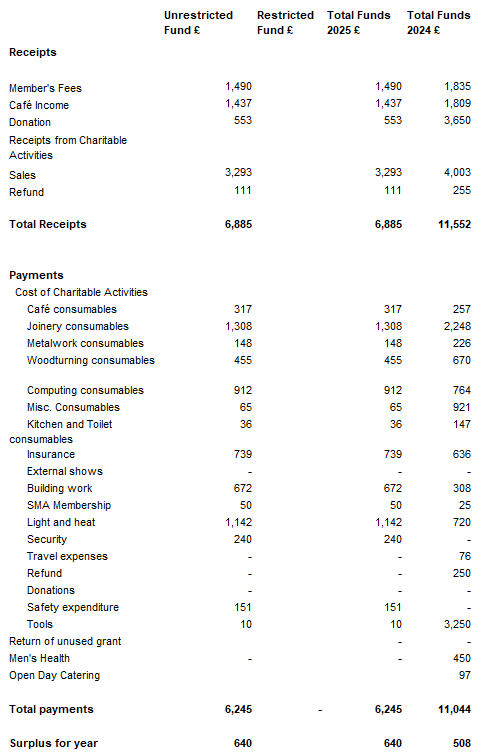 Unrestricted Restricted Total Funds Total Funds
Fund £ Fund £ 2025 £ 2024 £
Receipts
Member's Fees 1,490 1,490 1,835
Café Income 1,437 1,437 1,809
Donation 553 553 3,650
Receipts from Charitable
Activities
Sales 3,293 3,293 4,003
Refund 111 111 255
Total Receipts 6,885 6,885 11,552
Payments
Cost of Charitable Activities
Café consumables 317 317 257
Joinery consumables 1,308 1,308 2,248
Metalwork consumables 148 148 226
Woodturning consumables 455 455 670
Computing consumables 912 912 764
Misc. Consumables 65 65 921
Kitchen and Toilet 36 36 147
consumables
Insurance 739 739 636
External shows - - -
Building work 672 672 308
SMA Membership 50 50 25
Light and heat 1,142 1,142 720
Security 240 240 -
Travel expenses - - 76
Refund - - 250
Donations - - -
Safety expenditure 151 151 -
Tools 10 10 3,250
Return of unused grant - -
Men's Health - - 450
Open Day Catering 97
Total payments 6,245 - 6,245 11,044
Surplus for year 640 640 508